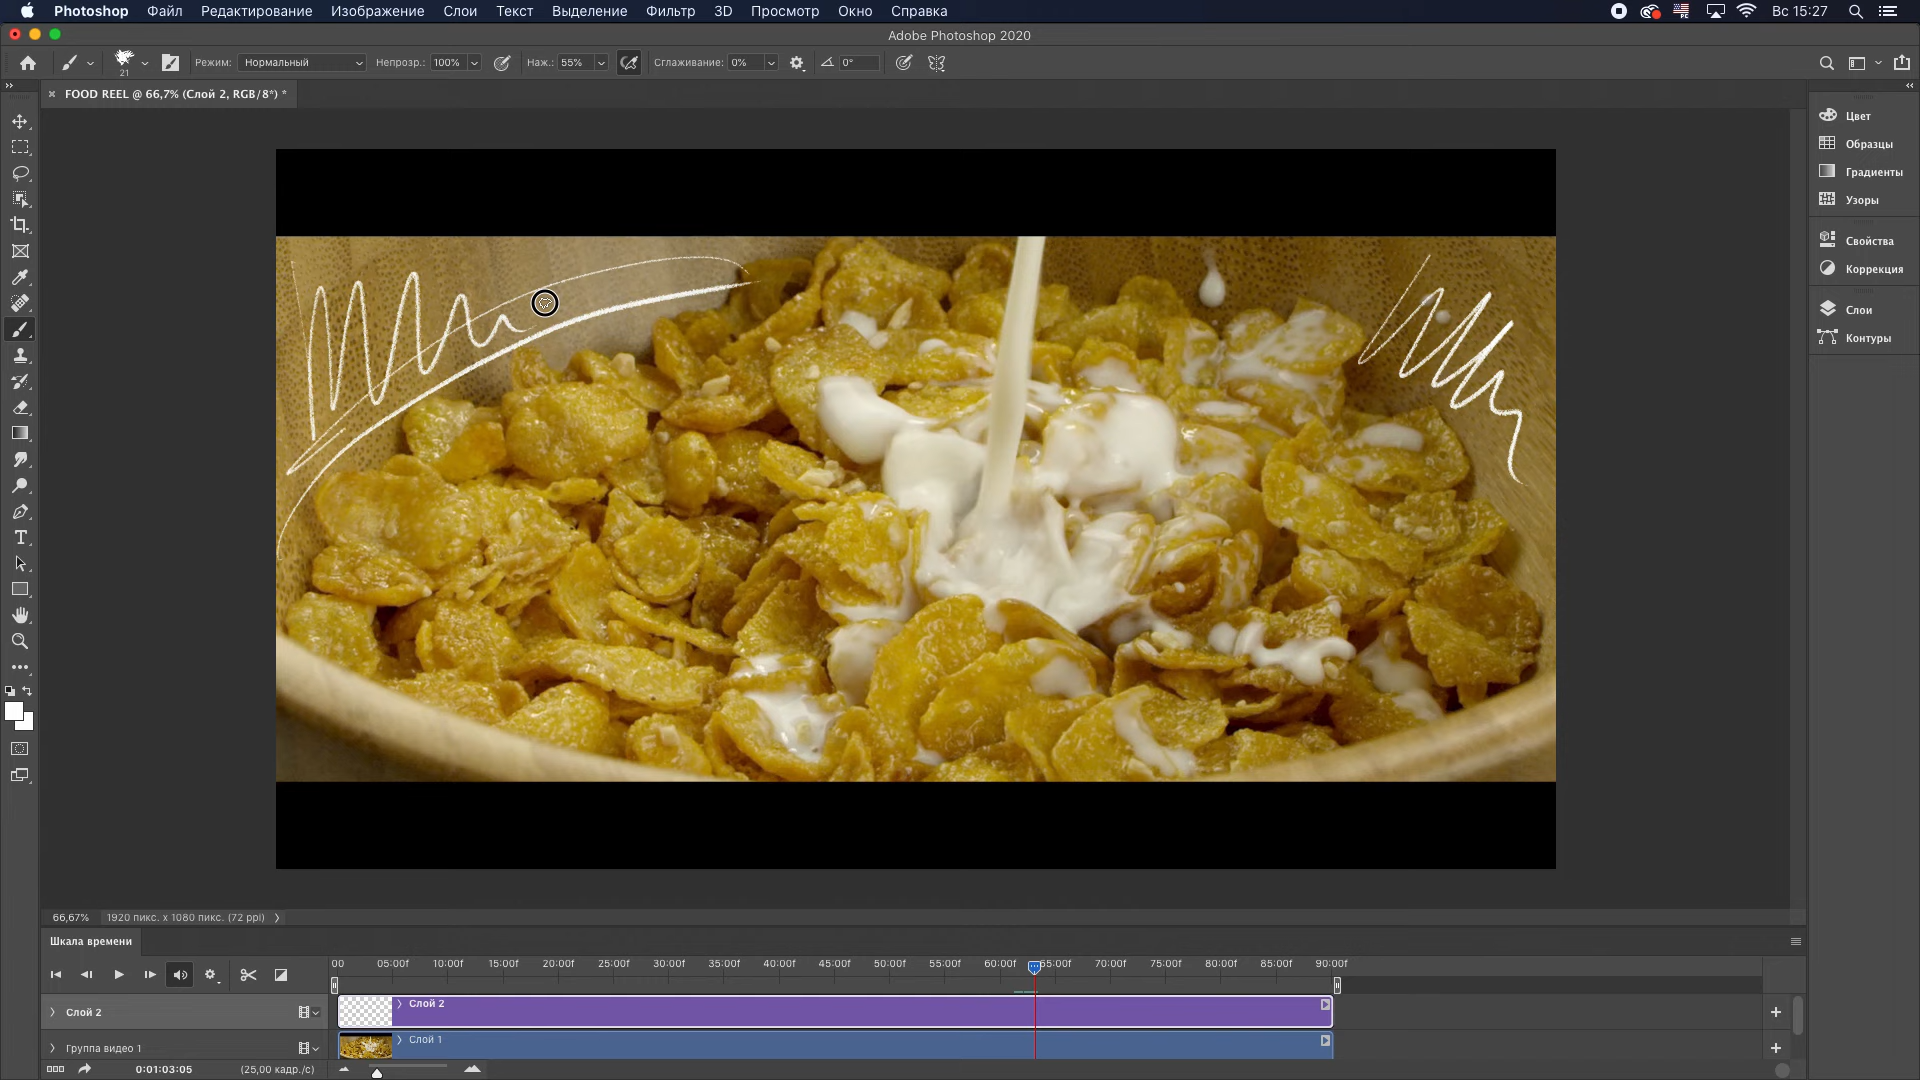 Photoshop Файл Редактирование Изображение Слои Текст Выделение Фильтр 3D Просмотр Окно Справка Вс 15:27
Adobe Photoshop 2020
21 Режим: Нормальный Непрозр.: 100% Наж.: 55% Сглаживание: 0% 0°
FOOD REEL @ 66,7% (Слой 2, RGB/8*) *
Цвет
Образцы
Градиенты
Узоры
Свойства
Коррекция
Слои
Контуры
66,67% 1920 пикс. x 1080 пикс. (72 ppi)
Шкала времени
00 05:00f 10:00f 15:00f 20:00f 25:00f 30:00f 35:00f 40:00f 45:00f 50:00f 55:00f 60:00f 65:00f 70:00f 75:00f 80:00f 85:00f 90:00f
Слой 2 Слой 2
Группа видео 1 Слой 1
0:01:03:05 (25,00 кадр./с)